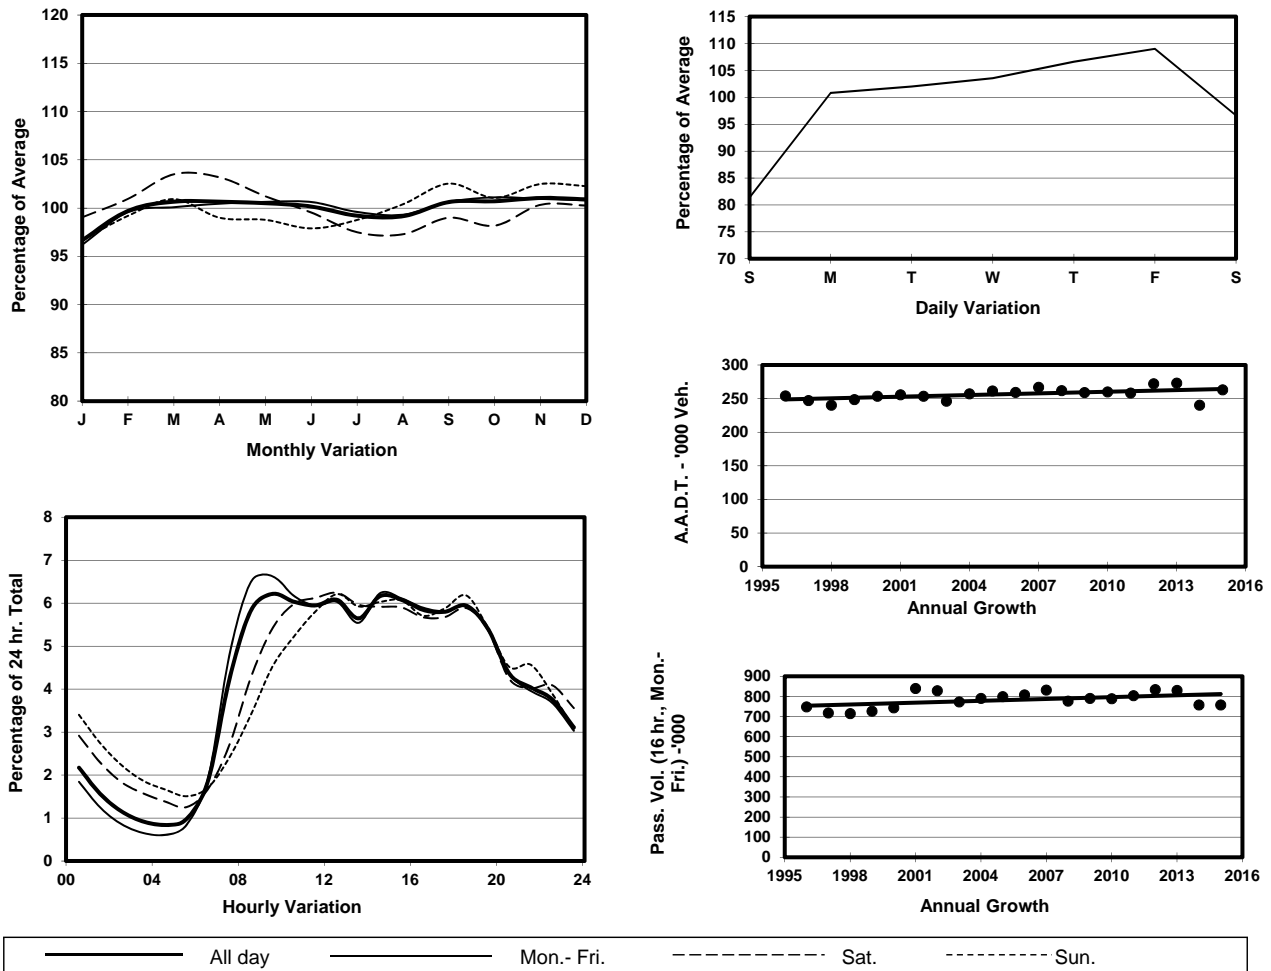 120
115
110
105
100
95
90
85
80
Percentage of Average
J F M A M J J A S O N D
Monthly Variation
115
110
105
100
95
90
85
80
75
70
Percentage of Average
S M T W T F S
Daily Variation
300
250
200
150
100
50
0
A.A.D.T. - '000 Veh.
1995 1998 2001 2004 2007 2010 2013 2016
Annual Growth
8
7
6
5
4
3
2
1
0
Percentage of 24 hr. Total
00 04 08 12 16 20 24
Hourly Variation
900
800
700
600
500
400
300
200
100
0
Pass. Vol. (16 hr., Mon.-
Fri.) -'000
1995 1998 2001 2004 2007 2010 2013 2016
Annual Growth
All day Mon.- Fri. Sat. Sun.